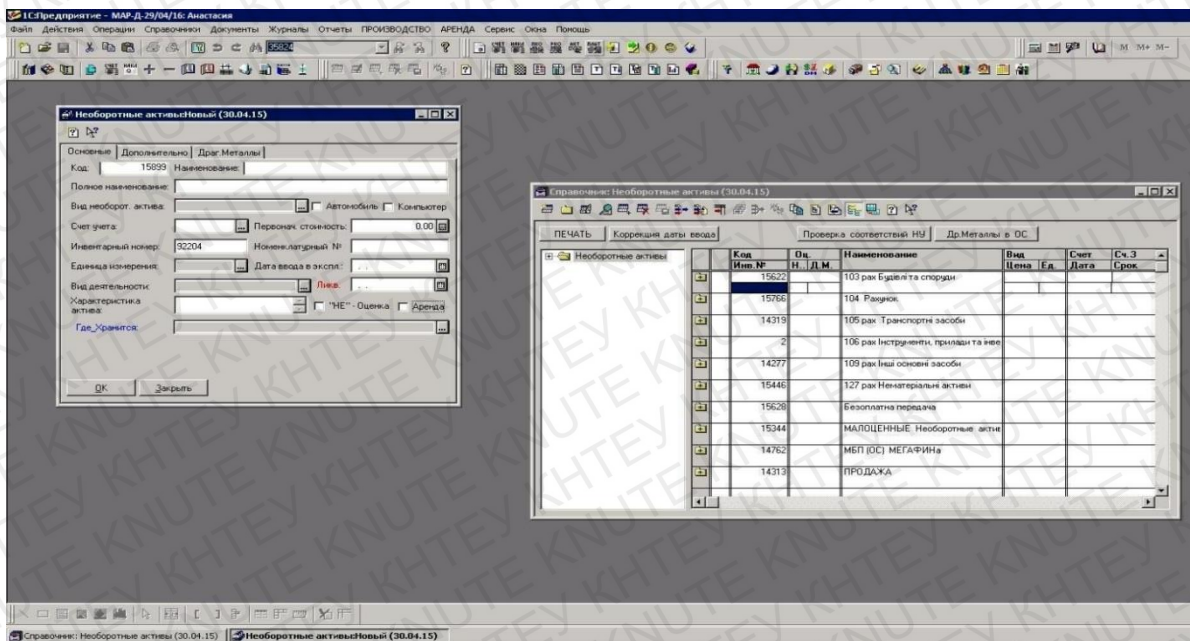 1С:Предприятие - МАР-Д-29/04/16: Анастасия
Файл Действия Операции Справочники Документы Журналы Отчеты ПРОИЗВОДСТВО АРЕНДА Сервис Окна Помощь
35824
М М+ М-
Необоротные активы:Новый (30.04.15)
Основные Дополнительно Драг.Металлы
Код: 15899 Наименование:
Полное наименование:
Вид необорот. актива: Автомобиль Компьютер
Счет учета: Первонач. стоимость: 0.00
Инвентарный номер: 92204 Номенклатурный №
Единица измерения: Дата ввода в экспл.: . .
Вид деятельности: Ликв. . .
Характеристика актива: "НЕ" - Оценка Аренда
Где_Хранится:
OK Закрыть
Справочник: Необоротные активы (30.04.15)
ПЕЧАТЬ Коррекция даты ввода Проверка соответствий НУ Др.Металлы в ОС
Необоротные активы
Код Оц. Наименование Вид Счет Сч.З
Инв.№ Н.. Д.М. Цена Ед. Дата Срок
15622 103 рах Будівлі та споруди
15766 104 Рахунок
14319 105 рах Транспортні засоби
2 106 рах Інструменти, прилади та інве
14277 109 рах Інші основні засоби
15446 127 рах Нематеріальні активи
15628 Безоплатна передача
15344 МАЛОЦЕННЫЕ Необоротные актив
14762 МБП (ОС) МЕГАФИНа
14313 ПРОДАЖА
Справочник: Необоротные активы (30.04.15) Необоротные активы:Новый (30.04.15)